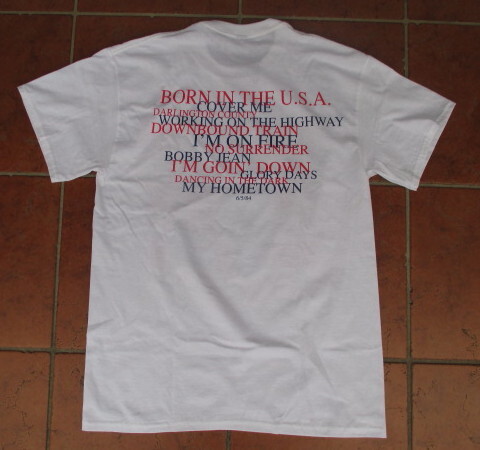 BORN IN THE U.S.A.
COVER ME
DARLINGTON COUNTY
WORKING ON THE HIGHWAY
DOWNBOUND TRAIN
I'M ON FIRE
NO SURRENDER
BOBBY JEAN
I'M GOIN' DOWN
GLORY DAYS
DANCING IN THE DARK
MY HOMETOWN
6/5/84